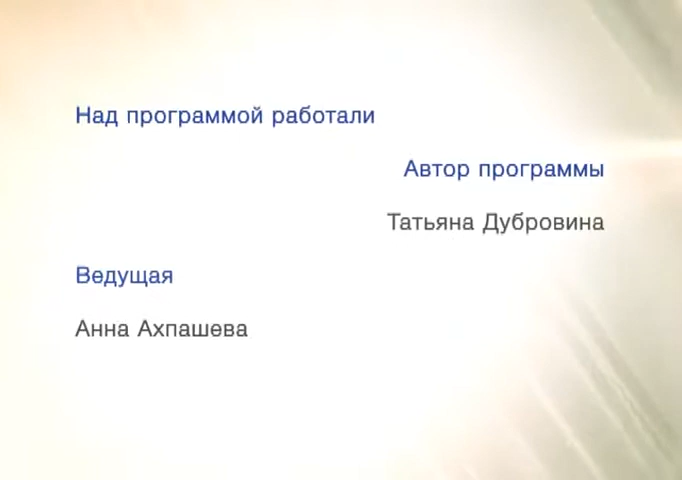 Над программой работали
Автор программы
Татьяна Дубровина
Ведущая
Анна Ахпашева